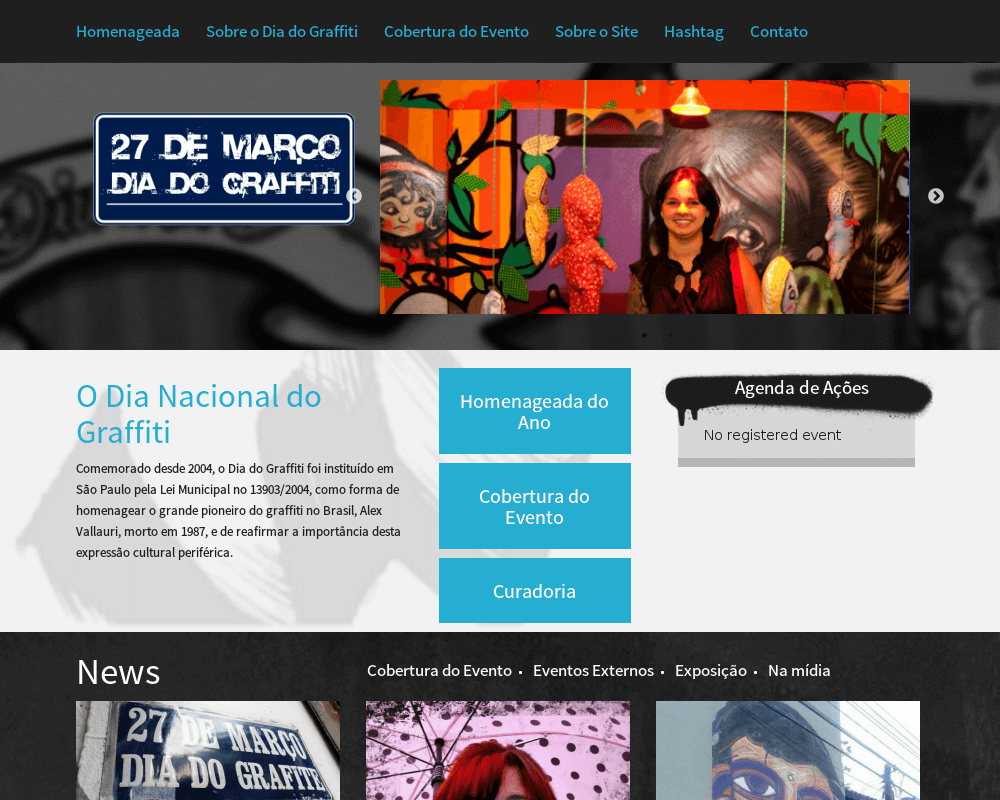 Homenageada
Sobre o Dia do Graffiti
Cobertura do Evento
Sobre o Site
Hashtag
Contato
27 DE MARÇO
DIA DO GRAFFITI
O Dia Nacional do
Graffiti
Comemorado desde 2004, o Dia do Graffiti foi instituído em
São Paulo pela Lei Municipal no 13903/2004, como forma de
homenagear o grande pioneiro do graffiti no Brasil, Alex
Vallauri, morto em 1987, e de reafirmar a importância desta
expressão cultural periférica.
Homenageada do
Ano
Cobertura do
Evento
Curadoria
Agenda de Ações
No registered event
News
Cobertura do Evento •
Eventos Externos •
Exposição •
Na mídia
27 DE MARÇO
DIA DO GRAFITE